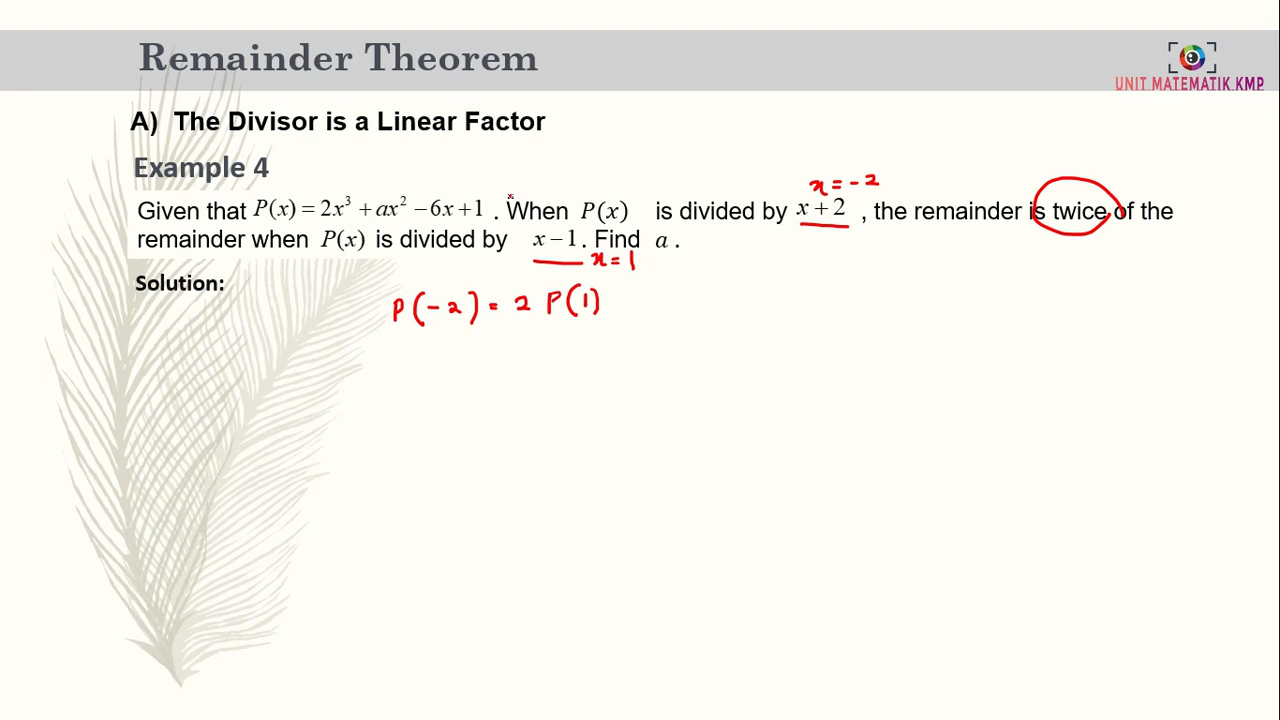 Remainder Theorem
UNIT MATEMATIK KMP
A) The Divisor is a Linear Factor
Example 4
x = -2
Given that P(x) = 2x³ + ax² − 6x + 1 . When P(x) is divided by x + 2 , the remainder is twice of the
remainder when P(x) is divided by x − 1 . Find a .
x = 1
Solution:
P(-2) = 2 P(1)